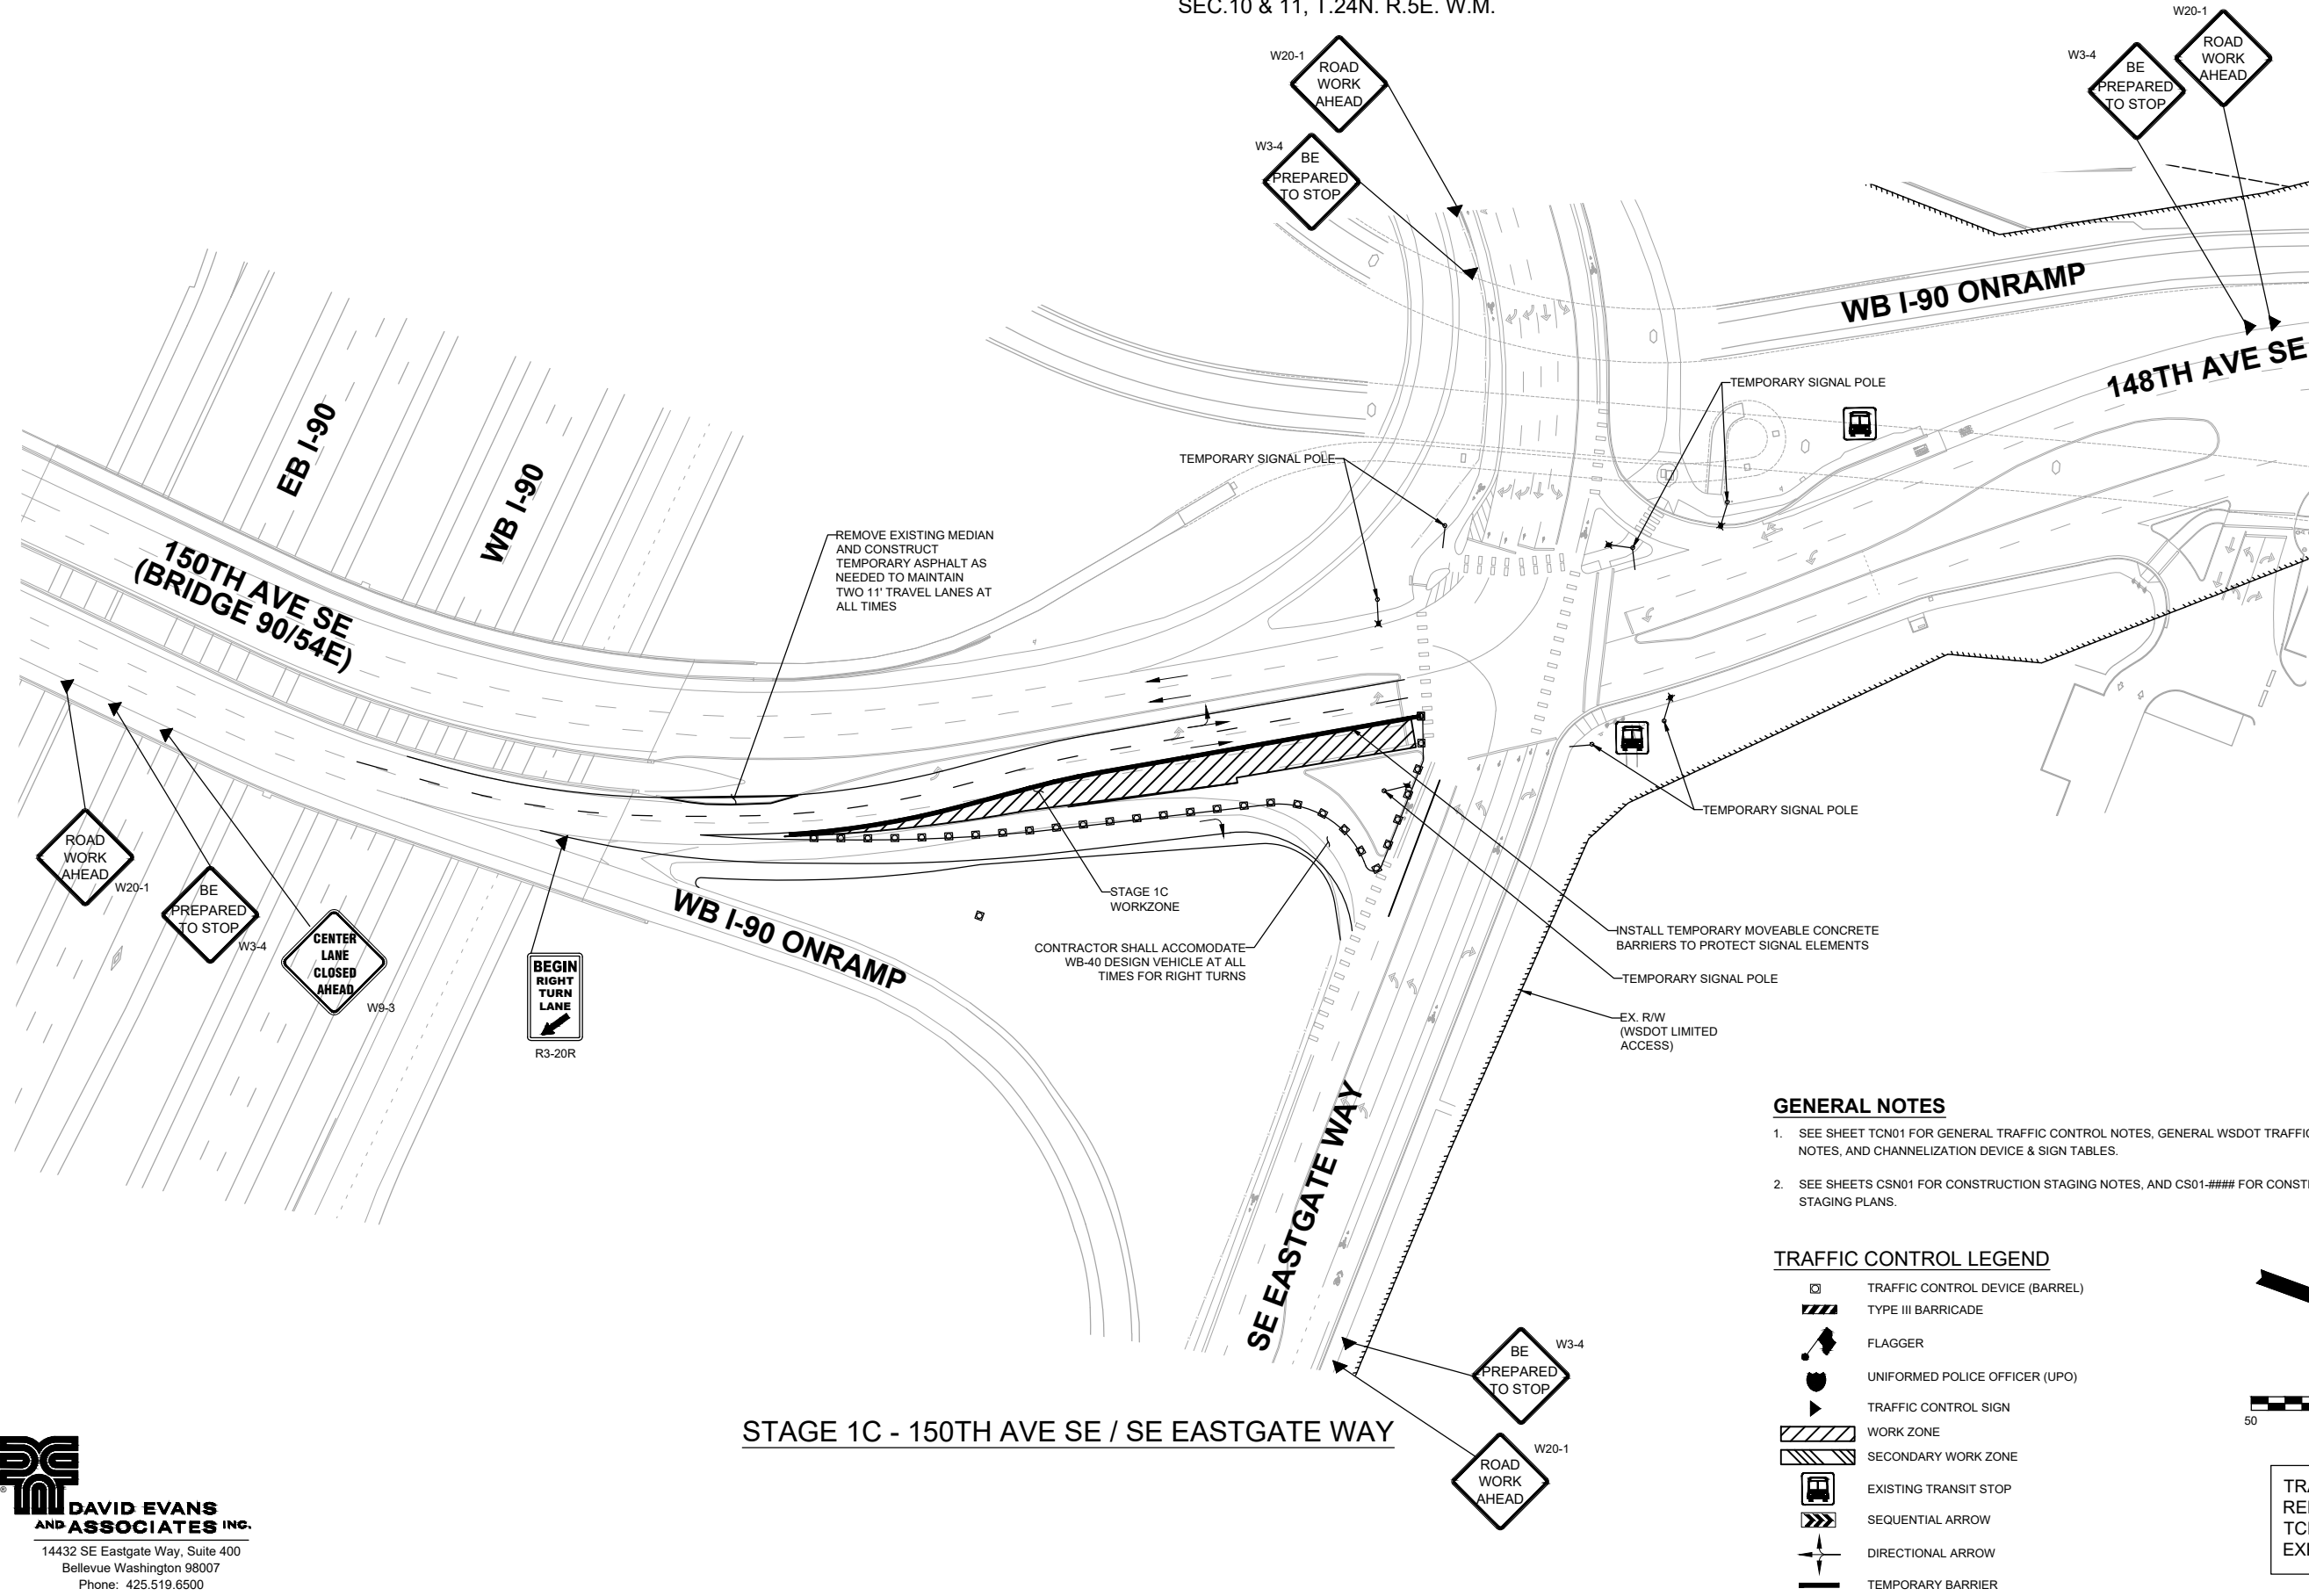 SEC.10 & 11, T.24N. R.5E. W.M.
W20-1
ROAD
WORK
AHEAD
W3-4
BE
PREPARED
TO STOP
W20-1
ROAD
WORK
AHEAD
W3-4
BE
PREPARED
TO STOP
WB I-90 ONRAMP
148TH AVE SE
TEMPORARY SIGNAL POLE
TEMPORARY SIGNAL POLE
EB I-90
WB I-90
150TH AVE SE
(BRIDGE 90/54E)
REMOVE EXISTING MEDIAN
AND CONSTRUCT
TEMPORARY ASPHALT AS
NEEDED TO MAINTAIN
TWO 11' TRAVEL LANES AT
ALL TIMES
TEMPORARY SIGNAL POLE
ROAD
WORK
AHEAD
W20-1
BE
PREPARED
TO STOP
W3-4
CENTER
LANE
CLOSED
AHEAD
W9-3
BEGIN
RIGHT
TURN
LANE
R3-20R
WB I-90 ONRAMP
STAGE 1C
WORKZONE
CONTRACTOR SHALL ACCOMODATE
WB-40 DESIGN VEHICLE AT ALL
TIMES FOR RIGHT TURNS
INSTALL TEMPORARY MOVEABLE CONCRETE
BARRIERS TO PROTECT SIGNAL ELEMENTS
TEMPORARY SIGNAL POLE
EX. R/W
(WSDOT LIMITED
ACCESS)
SE EASTGATE WAY
BE
PREPARED
TO STOP
W3-4
ROAD
WORK
AHEAD
W20-1
GENERAL NOTES
1. SEE SHEET TCN01 FOR GENERAL TRAFFIC CONTROL NOTES, GENERAL WSDOT TRAFFIC
NOTES, AND CHANNELIZATION DEVICE & SIGN TABLES.
2. SEE SHEETS CSN01 FOR CONSTRUCTION STAGING NOTES, AND CS01-#### FOR CONST
STAGING PLANS.
TRAFFIC CONTROL LEGEND
TRAFFIC CONTROL DEVICE (BARREL)
TYPE III BARRICADE
FLAGGER
UNIFORMED POLICE OFFICER (UPO)
TRAFFIC CONTROL SIGN
WORK ZONE
SECONDARY WORK ZONE
EXISTING TRANSIT STOP
SEQUENTIAL ARROW
DIRECTIONAL ARROW
TEMPORARY BARRIER
50
STAGE 1C - 150TH AVE SE / SE EASTGATE WAY
DAVID EVANS
AND ASSOCIATES INC.
14432 SE Eastgate Way, Suite 400
Bellevue Washington 98007
Phone: 425.519.6500